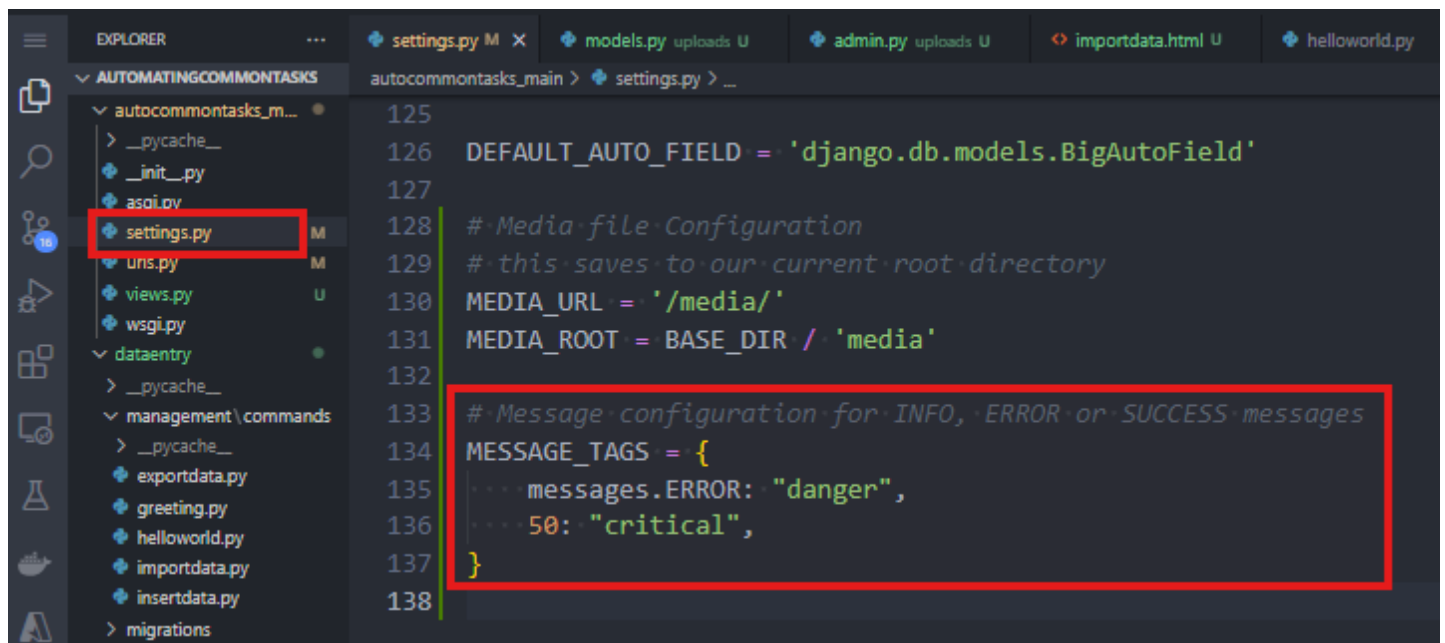 EXPLORER ...
settings.py M
models.py uploads U
admin.py uploads U
importdata.html U
helloworld.py
AUTOMATINGCOMMONTASKS
autocommontasks_main > settings.py > ...
autocommontasks_m...
__pycache__
__init__.py
asgi.py
settings.py M
urls.py M
views.py U
wsgi.py
dataentry
__pycache__
management\commands
__pycache__
exportdata.py
greeting.py
helloworld.py
importdata.py
insertdata.py
migrations
16
125
126 DEFAULT_AUTO_FIELD = 'django.db.models.BigAutoField'
127
128 # Media file Configuration
129 # this saves to our current root directory
130 MEDIA_URL = '/media/'
131 MEDIA_ROOT = BASE_DIR / 'media'
132
133 # Message configuration for INFO, ERROR or SUCCESS messages
134 MESSAGE_TAGS = {
135 messages.ERROR: "danger",
136 50: "critical",
137 }
138